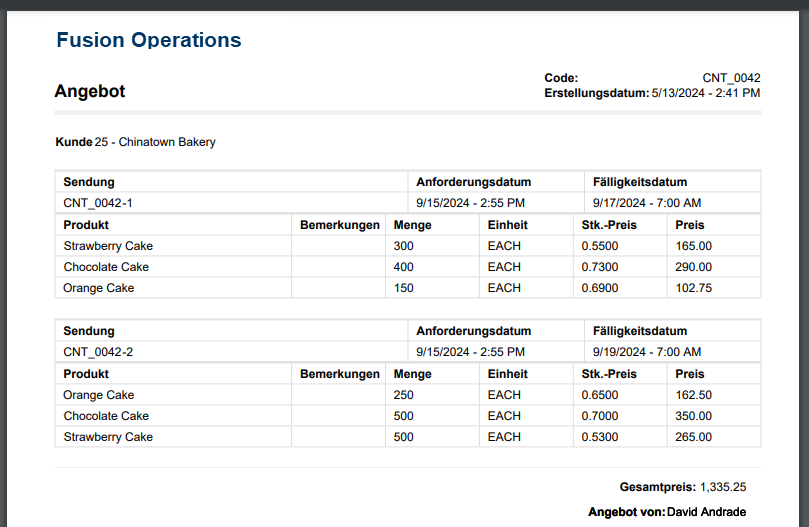 Fusion Operations
Angebot
Code: CNT_0042
Erstellungsdatum: 5/13/2024 - 2:41 PM
Kunde 25 - Chinatown Bakery
Sendung Anforderungsdatum Fälligkeitsdatum
CNT_0042-1 9/15/2024 - 2:55 PM 9/17/2024 - 7:00 AM
Produkt Bemerkungen Menge Einheit Stk.-Preis Preis
Strawberry Cake 300 EACH 0.5500 165.00
Chocolate Cake 400 EACH 0.7300 290.00
Orange Cake 150 EACH 0.6900 102.75
Sendung Anforderungsdatum Fälligkeitsdatum
CNT_0042-2 9/15/2024 - 2:55 PM 9/19/2024 - 7:00 AM
Produkt Bemerkungen Menge Einheit Stk.-Preis Preis
Orange Cake 250 EACH 0.6500 162.50
Chocolate Cake 500 EACH 0.7000 350.00
Strawberry Cake 500 EACH 0.5300 265.00
Gesamtpreis: 1,335.25
Angebot von: David Andrade